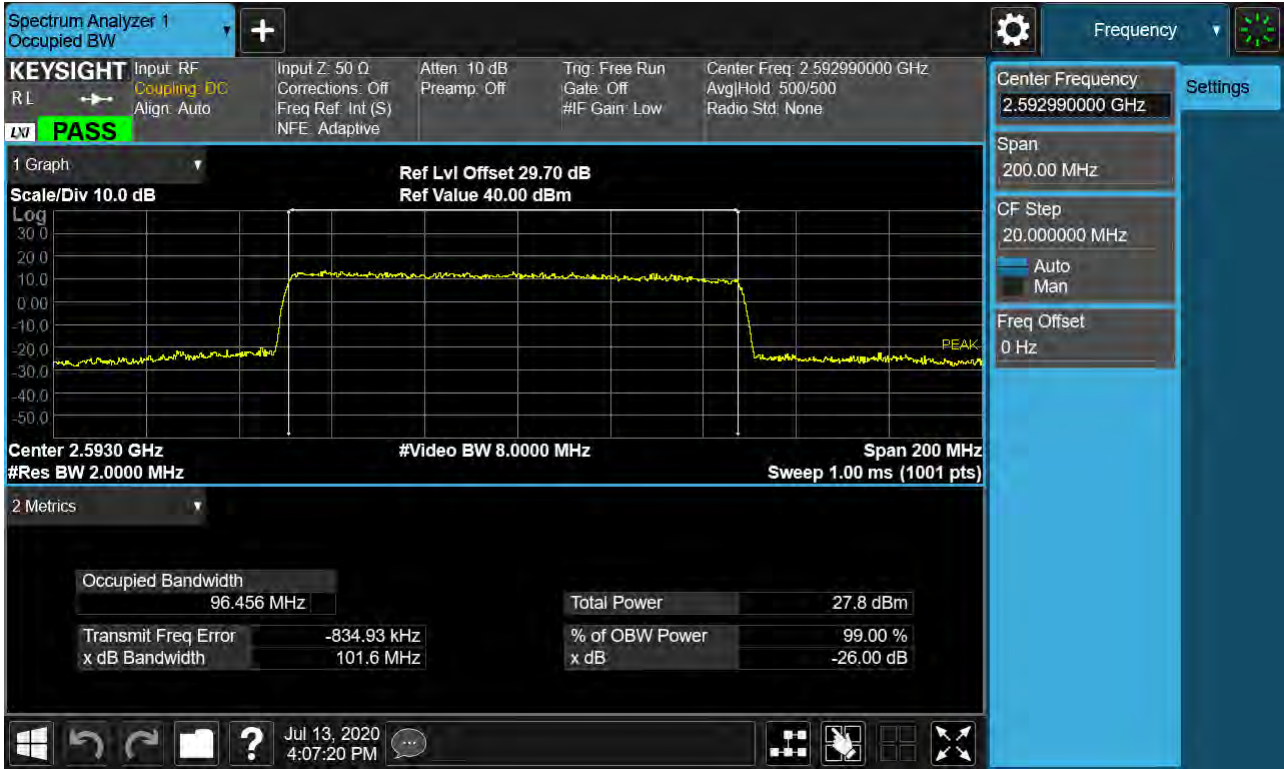 Spectrum Analyzer 1
Occupied BW
Frequency
KEYSIGHT
R L
LXI
PASS
Input: RF
Coupling: DC
Align: Auto
Input Z: 50 Ω
Corrections: Off
Freq Ref: Int (S)
NFE: Adaptive
Atten: 10 dB
Preamp: Off
Trig: Free Run
Gate: Off
#IF Gain: Low
Center Freq: 2.592990000 GHz
Avg|Hold: 500/500
Radio Std: None
Center Frequency
2.592990000 GHz
Settings
Span
200.00 MHz
CF Step
20.000000 MHz
Auto
Man
Freq Offset
0 Hz
1 Graph
Scale/Div 10.0 dB
Ref Lvl Offset 29.70 dB
Ref Value 40.00 dBm
Log
30.0
20.0
10.0
0.00
-10.0
-20.0
-30.0
-40.0
-50.0
PEAK
Center 2.5930 GHz
#Video BW 8.0000 MHz
Span 200 MHz
#Res BW 2.0000 MHz
Sweep 1.00 ms (1001 pts)
2 Metrics
Occupied Bandwidth
96.456 MHz
Total Power 27.8 dBm
Transmit Freq Error -834.93 kHz
% of OBW Power 99.00 %
x dB Bandwidth 101.6 MHz
x dB -26.00 dB
?
Jul 13, 2020
4:07:20 PM